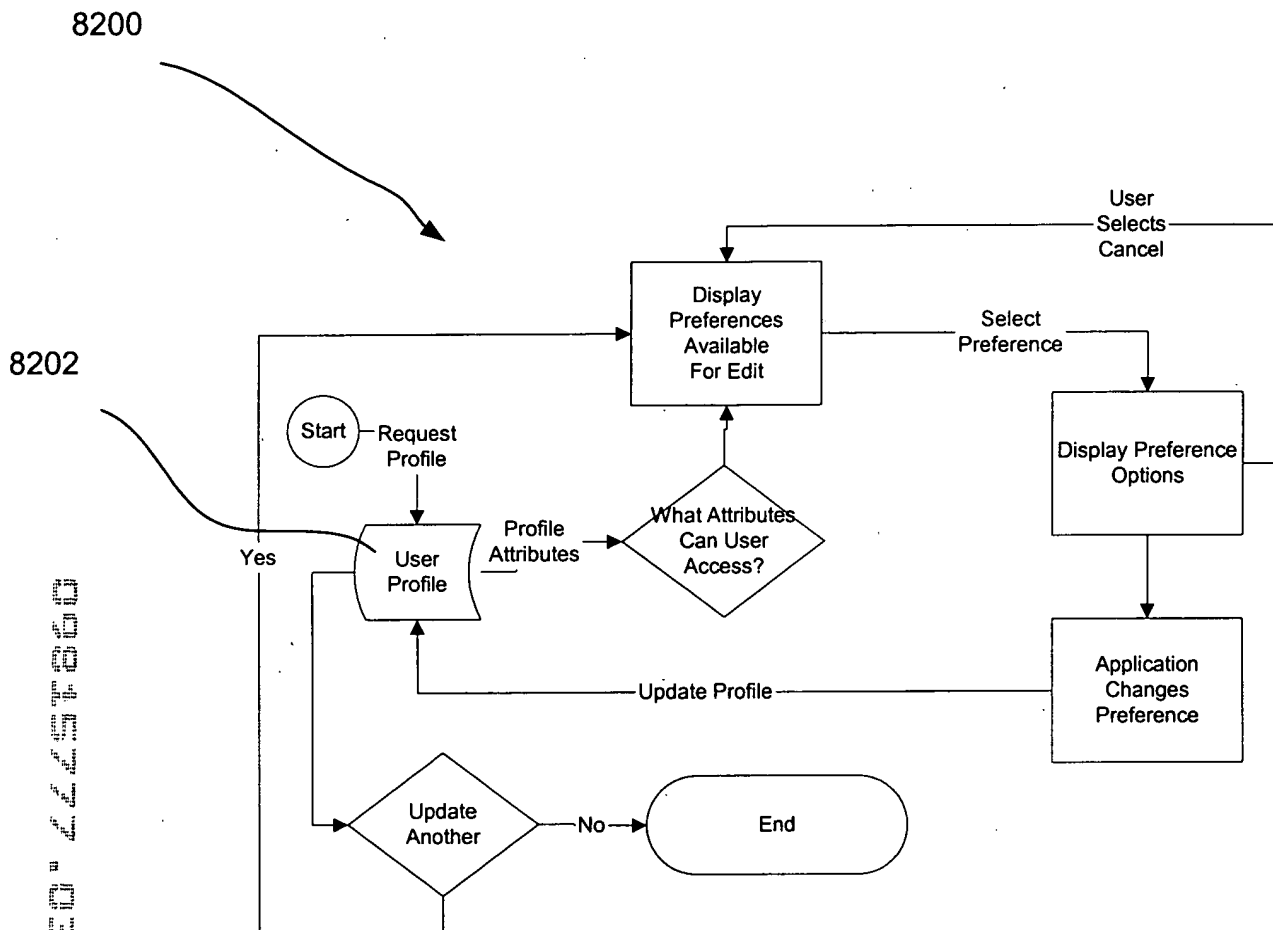 8200
User
Selects
Cancel
Display
Preferences
Available
For Edit
Select
Preference
8202
Start
Request
Profile
Display Preference
Options
What Attributes
Can User
Access?
Profile
Attributes
User
Profile
Yes
Application
Changes
Preference
Update Profile
Update
Another
No
End